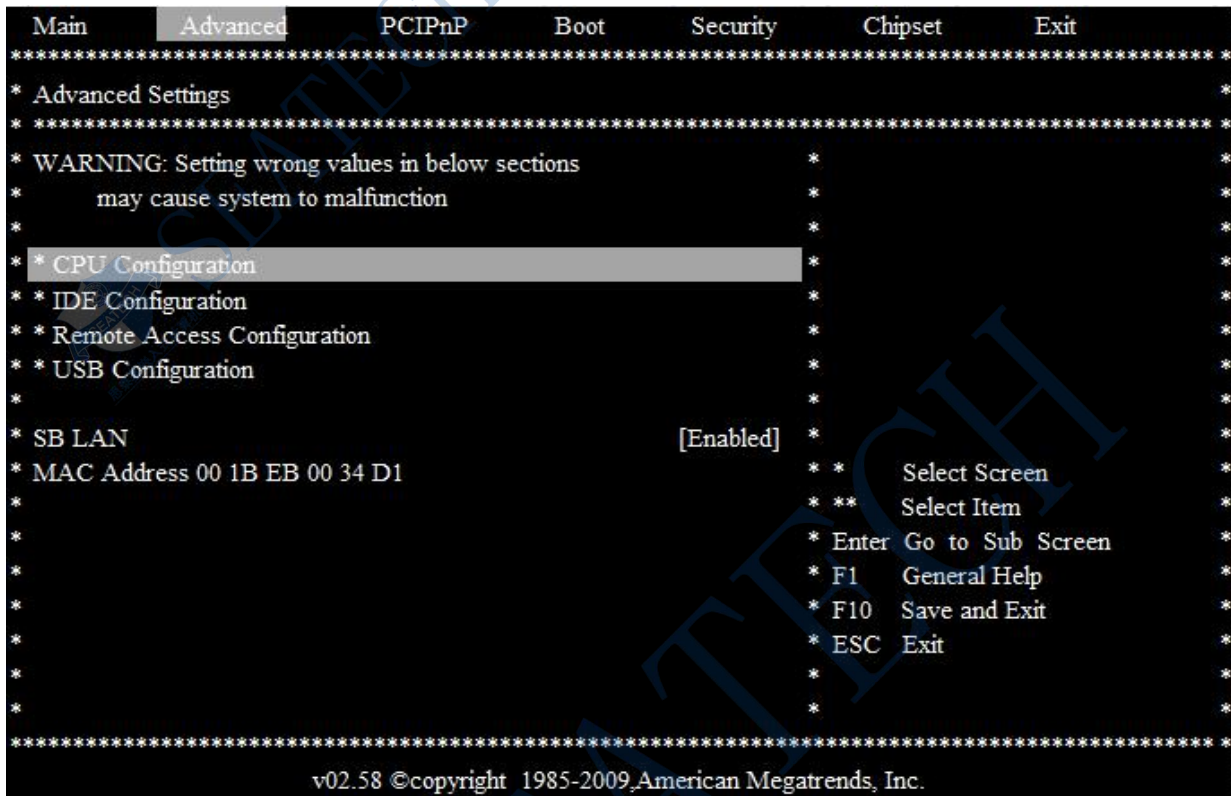 Main Advanced PCIPnP Boot Security Chipset Exit
********************************************************************************
* Advanced Settings *
* ****************************************************************************** *
* WARNING: Setting wrong values in below sections * *
* may cause system to malfunction * *
* * *
* * CPU Configuration * *
* * IDE Configuration * *
* * Remote Access Configuration * *
* * USB Configuration * *
* * *
* SB LAN [Enabled] * *
* MAC Address 00 1B EB 00 34 D1 * * Select Screen *
* * ** Select Item *
* * Enter Go to Sub Screen *
* * F1 General Help *
* * F10 Save and Exit *
* * ESC Exit *
* * *
* * *
********************************************************************************
v02.58 ©copyright 1985-2009,American Megatrends, Inc.
SEATECH